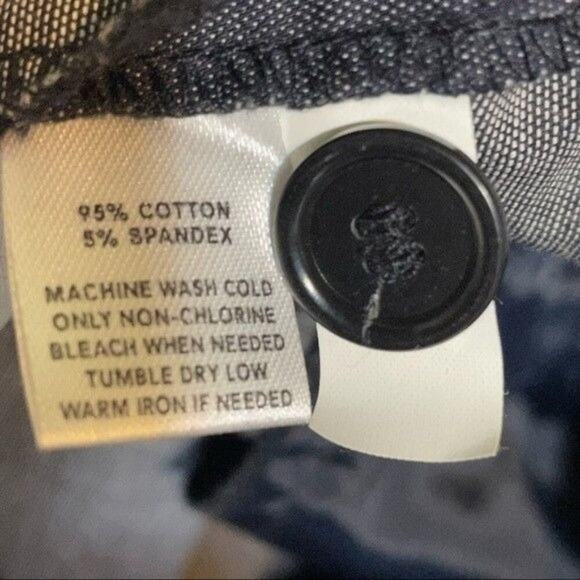 95% COTTON
5% SPANDEX
MACHINE WASH COLD
ONLY NON-CHLORINE
BLEACH WHEN NEEDED
TUMBLE DRY LOW
WARM IRON IF NEEDED